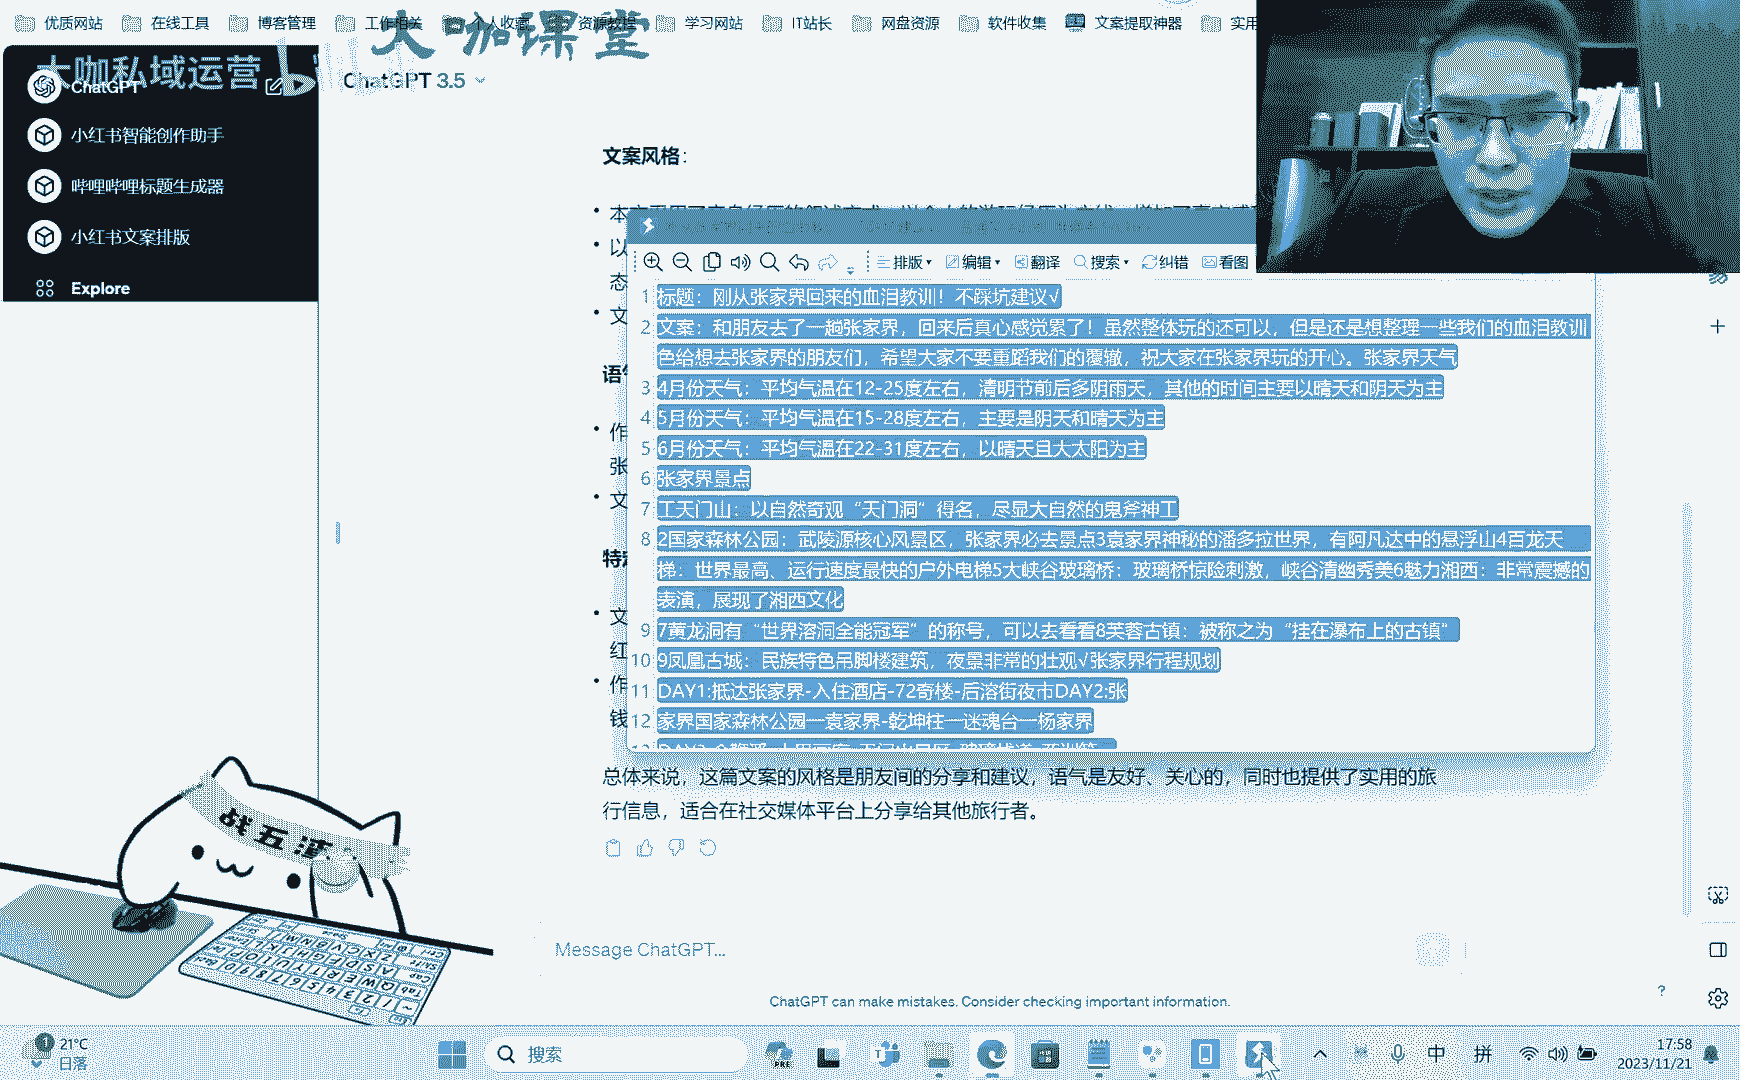 优质网站 在线工具 博客管理 工作相关 个人收藏 资源教程 学习网站 IT站长 网盘资源 软件收集 文案提取神器 实用
大咖课堂
大咖私域运营
ChatGPT
ChatGPT 3.5
小红书智能创作助手
哔哩哔哩标题生成器
小红书文案排版
Explore
文案风格：
排版 编辑 翻译 搜索 纠错 看图
1 标题：刚从张家界回来的血泪教训！不踩坑建议√
2 文案：和朋友去了一趟张家界，回来后真心感觉累了！虽然整体玩的还可以，但是还是想整理一些我们的血泪教训
色给想去张家界的朋友们，希望大家不要重蹈我们的覆辙，祝大家在张家界玩的开心。张家界天气
3 4月份天气：平均气温在12-25度左右，清明节前后多阴雨天，其他的时间主要以晴天和阴天为主
4 5月份天气：平均气温在15-28度左右，主要是阴天和晴天为主
5 6月份天气：平均气温在22-31度左右，以晴天且大太阳为主
6 张家界景点
7 工天门山：以自然奇观“天门洞”得名，尽显大自然的鬼斧神工
8 2国家森林公园：武陵源核心风景区，张家界必去景点3袁家界神秘的潘多拉世界，有阿凡达中的悬浮山4百龙天
梯：世界最高、运行速度最快的户外电梯5大峡谷玻璃桥：玻璃桥惊险刺激，峡谷清幽秀美6魅力湘西：非常震撼的
表演，展现了湘西文化
9 7黄龙洞有“世界溶洞全能冠军”的称号，可以去看看8芙蓉古镇：被称之为“挂在瀑布上的古镇”
10 9凤凰古城：民族特色吊脚楼建筑，夜景非常的壮观√张家界行程规划
11 DAY1:抵达张家界-入住酒店-72奇楼-后溶街夜市DAY2:张
12 家界国家森林公园—袁家界-乾坤柱—迷魂台—杨家界
总体来说，这篇文案的风格是朋友间的分享和建议，语气是友好、关心的，同时也提供了实用的旅
行信息，适合在社交媒体平台上分享给其他旅行者。
战五渣
Message ChatGPT...
ChatGPT can make mistakes. Consider checking important information.
?
21°C
日落
搜索
PRE
中 拼
17:58
2023/11/21